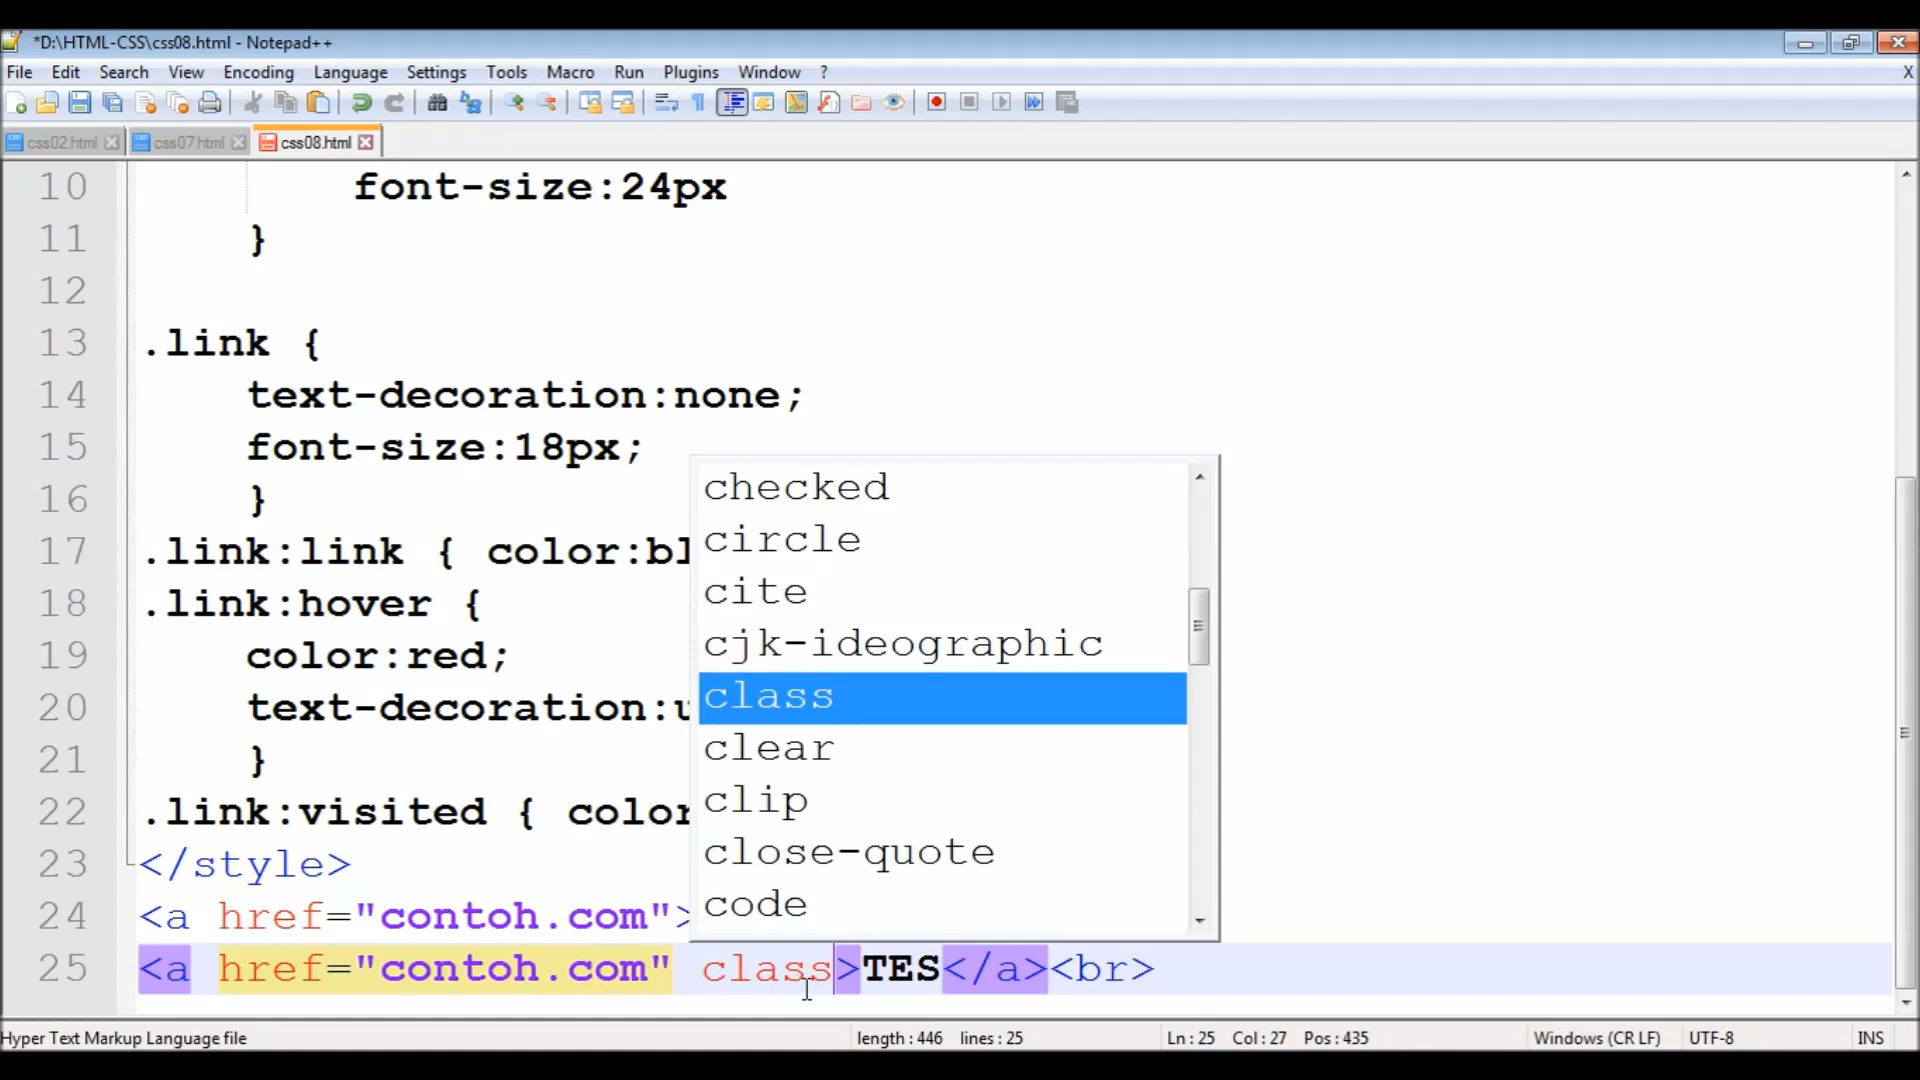 *D:\HTML-CSS\css08.html - Notepad++
File Edit Search View Encoding Language Settings Tools Macro Run Plugins Window ? X
css02.html css07.html css08.html
10 font-size:24px
11 }
12
13 .link {
14 text-decoration:none;
15 font-size:18px;
16 }
17 .link:link { color:bl
18 .link:hover {
19 color:red;
20 text-decoration:u
21 }
22 .link:visited { color
23 </style>
24 <a href="contoh.com">
25 <a href="contoh.com" class>TES</a><br>
checked
circle
cite
cjk-ideographic
class
clear
clip
close-quote
code
Hyper Text Markup Language file length : 446 lines : 25 Ln : 25 Col : 27 Pos : 435 Windows (CR LF) UTF-8 INS